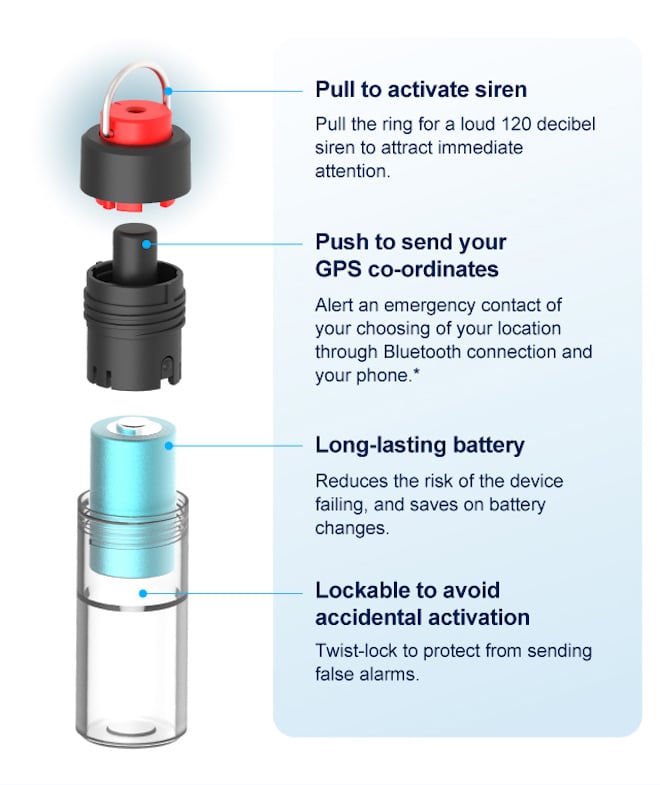 Pull to activate siren
Pull the ring for a loud 120 decibel
siren to attract immediate
attention.
Push to send your
GPS co-ordinates
Alert an emergency contact of
your choosing of your location
through Bluetooth connection and
your phone.*
Long-lasting battery
Reduces the risk of the device
failing, and saves on battery
changes.
Lockable to avoid
accidental activation
Twist-lock to protect from sending
false alarms.